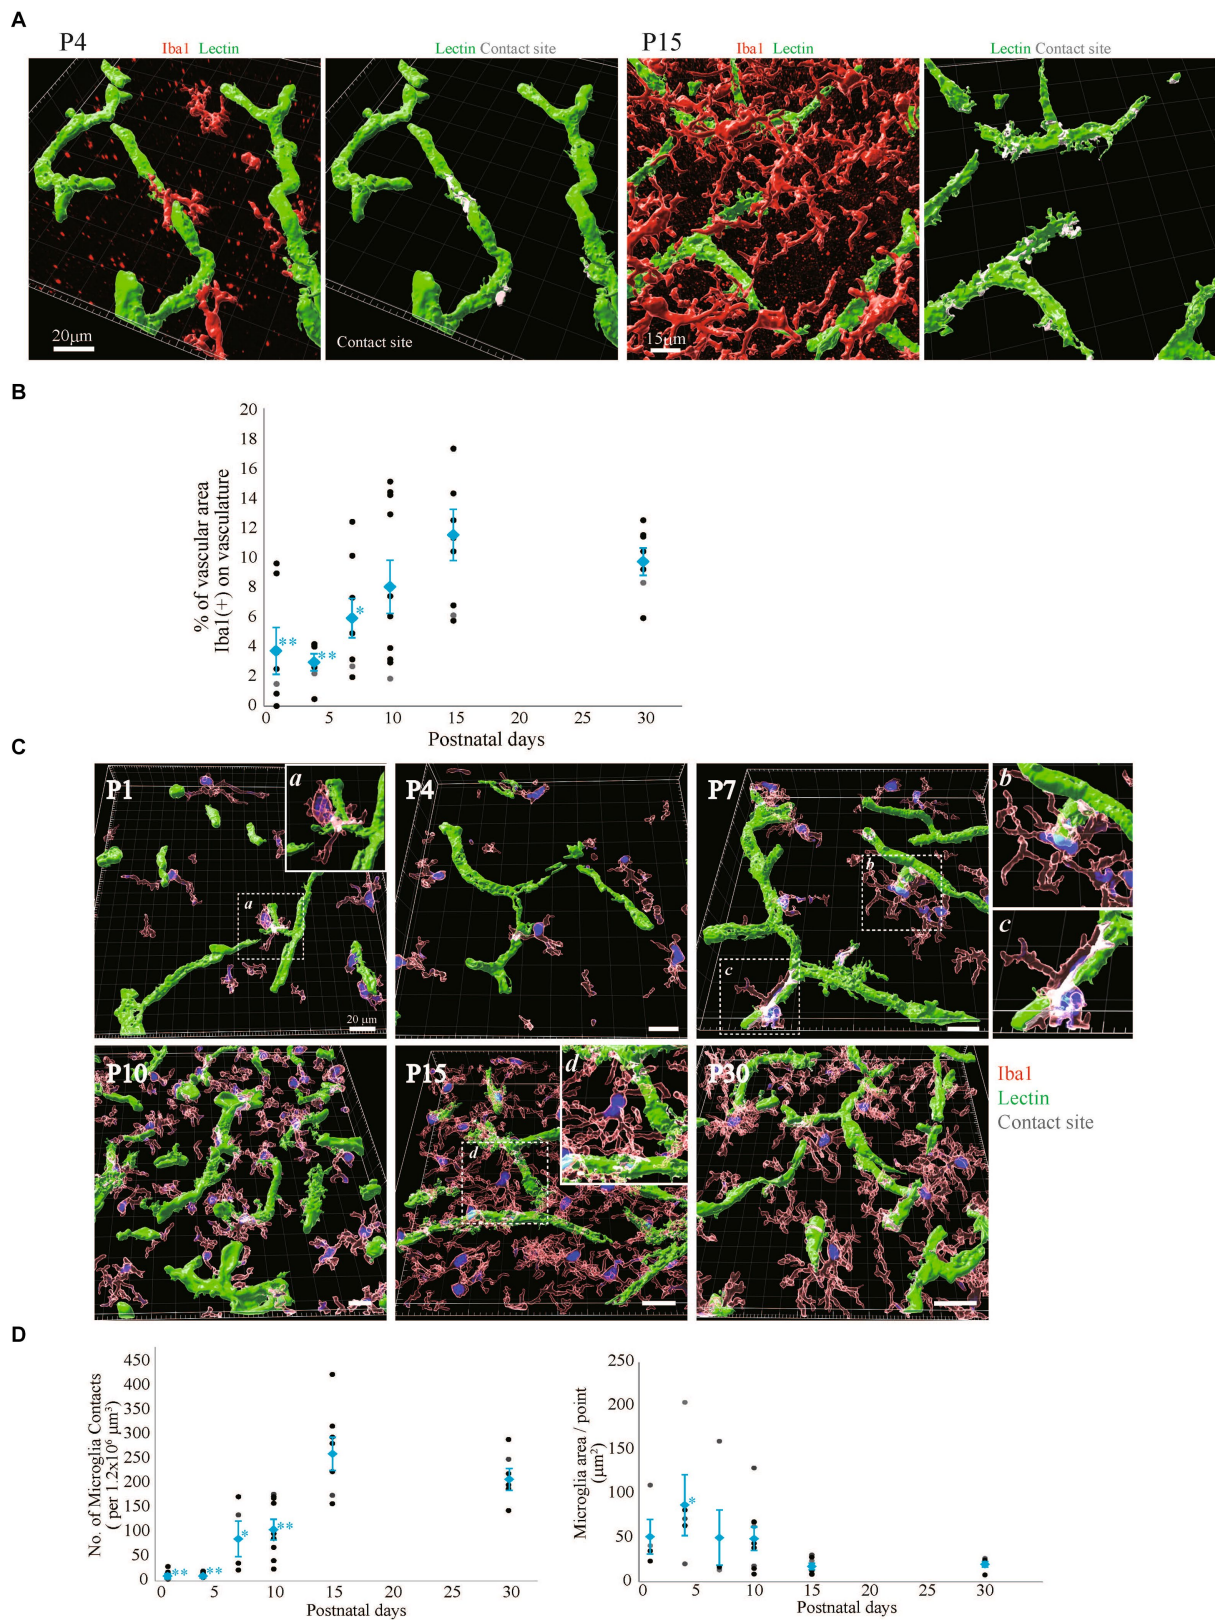 A
P4
Iba1 Lectin
Lectin Contact site
P15
Iba1 Lectin
Lectin Contact site
20μm
Contact site
15μm
B
% of vascular area
Iba1(+) on vasculature
20
18
16
14
12
10
8
6
4
2
0
**
**
*
0 5 10 15 20 25 30
Postnatal days
C
P1
a
a
20 μm
P4
P7
b
c
b
c
P10
P15
d
d
P30
Iba1
Lectin
Contact site
D
No. of Microglia Contacts
( per 1.2x10⁶ μm³)
450
400
350
300
250
200
150
100
50
0
**
**
*
**
0 5 10 15 20 25 30
Postnatal days
Microglia area / point
(μm²)
250
200
150
100
50
0
*
0 5 10 15 20 25 30
Postnatal days